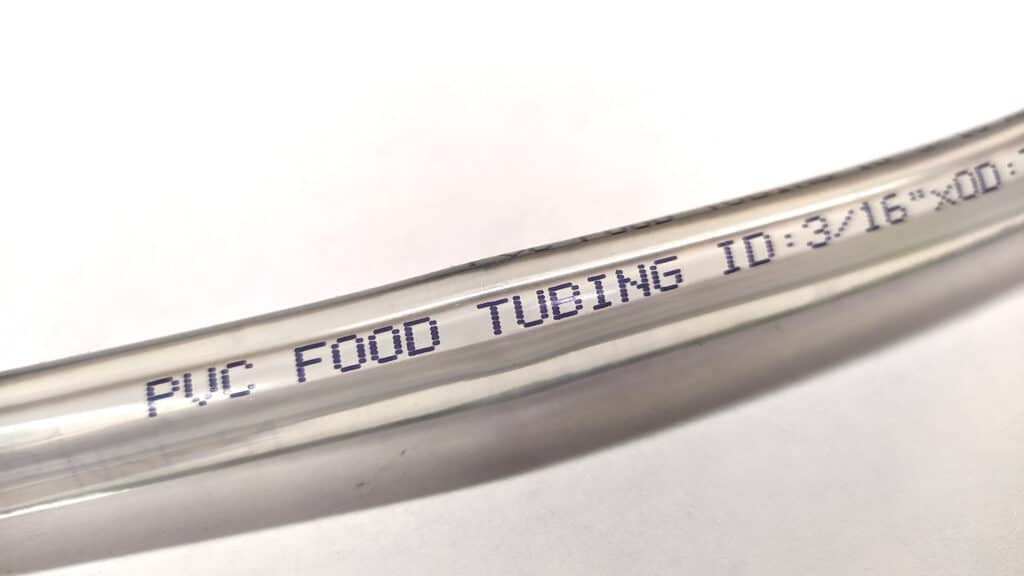 PVC FOOD TUBING ID:3/16"xOD: